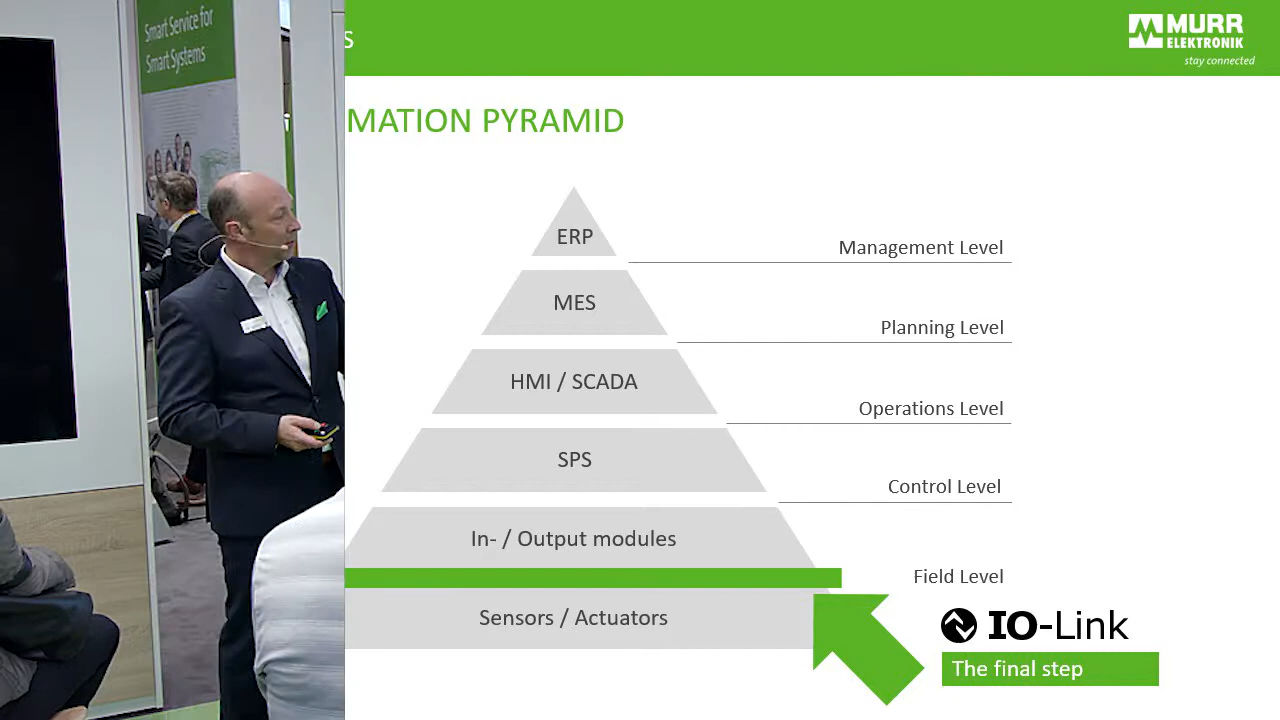 Smart Service for
Smart Systems
S
MURR
ELEKTRONIK
stay connected
MATION PYRAMID
ERP
Management Level
MES
Planning Level
HMI / SCADA
Operations Level
SPS
Control Level
In- / Output modules
Field Level
Sensors / Actuators
IO-Link
The final step